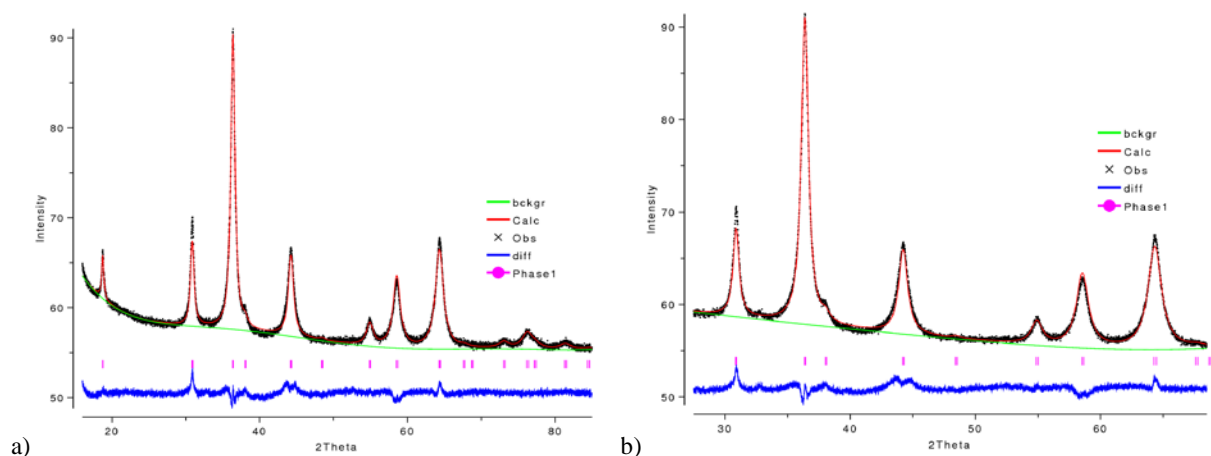 a)
90
80
70
60
50
Intensity
20
40
60
80
2Theta
bckgr
Calc
Obs
diff
Phase1
b)
90
80
70
60
50
Intensity
30
40
50
60
2Theta
bckgr
Calc
Obs
diff
Phase1